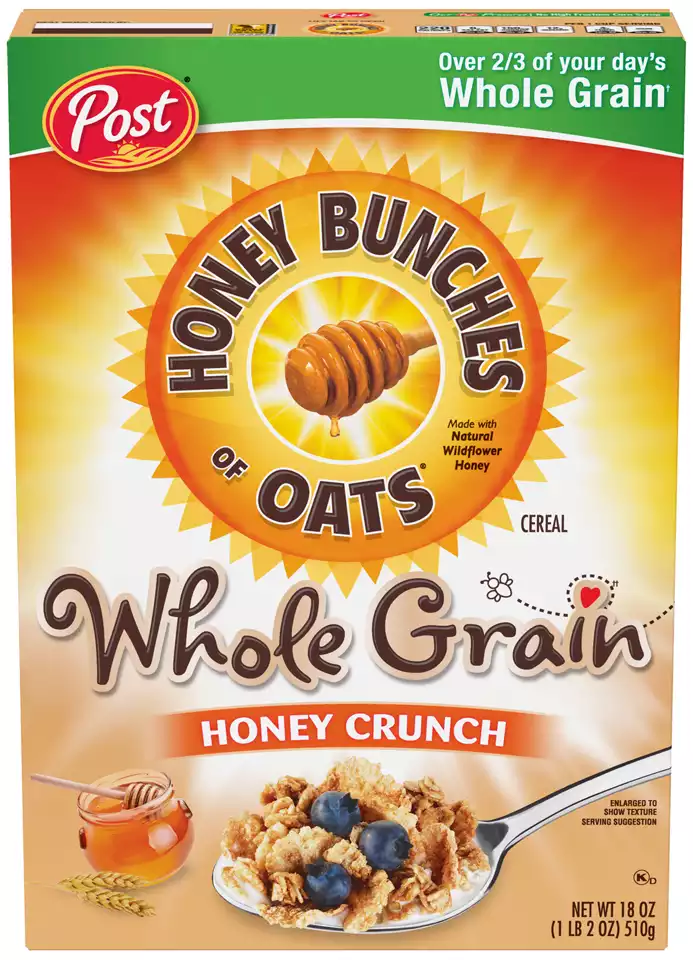 Over 2/3 of your day's
Whole Grain†
Post®
HONEY BUNCHES
OF OATS®
Made with
Natural
Wildflower
Honey
CEREAL
Whole Grain††
HONEY CRUNCH
ENLARGED TO
SHOW TEXTURE
SERVING SUGGESTION
K D
NET WT 18 OZ
(1 LB 2 OZ) 510g